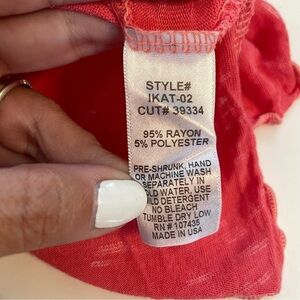 STYLE#
IKAT-02
CUT# 39334
95% RAYON
5% POLYESTER
PRE-SHRUNK, HAND
OR MACHINE WASH
SEPARATELY IN
COLD WATER, USE
MILD DETERGENT
NO BLEACH
TUMBLE DRY LOW
RN # 107435
MADE IN USA